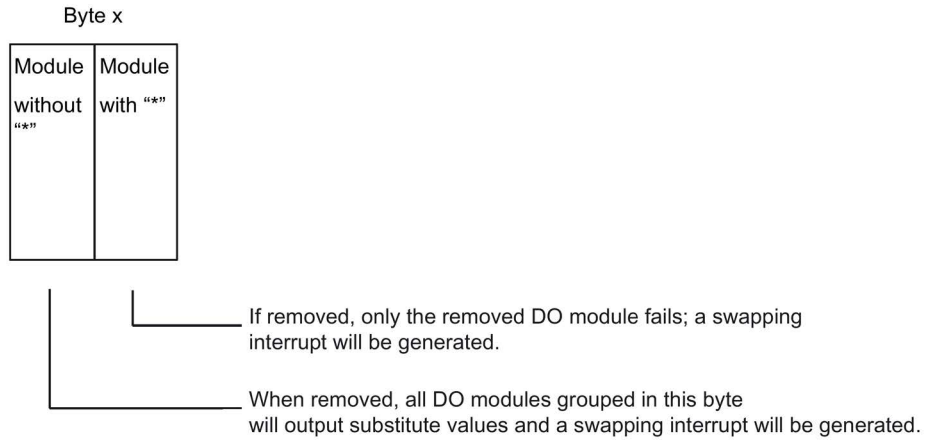 Byte x
Module
without
“*”
Module
with “*”
If removed, only the removed DO module fails; a swapping
interrupt will be generated.
When removed, all DO modules grouped in this byte
will output substitute values and a swapping interrupt will be generated.